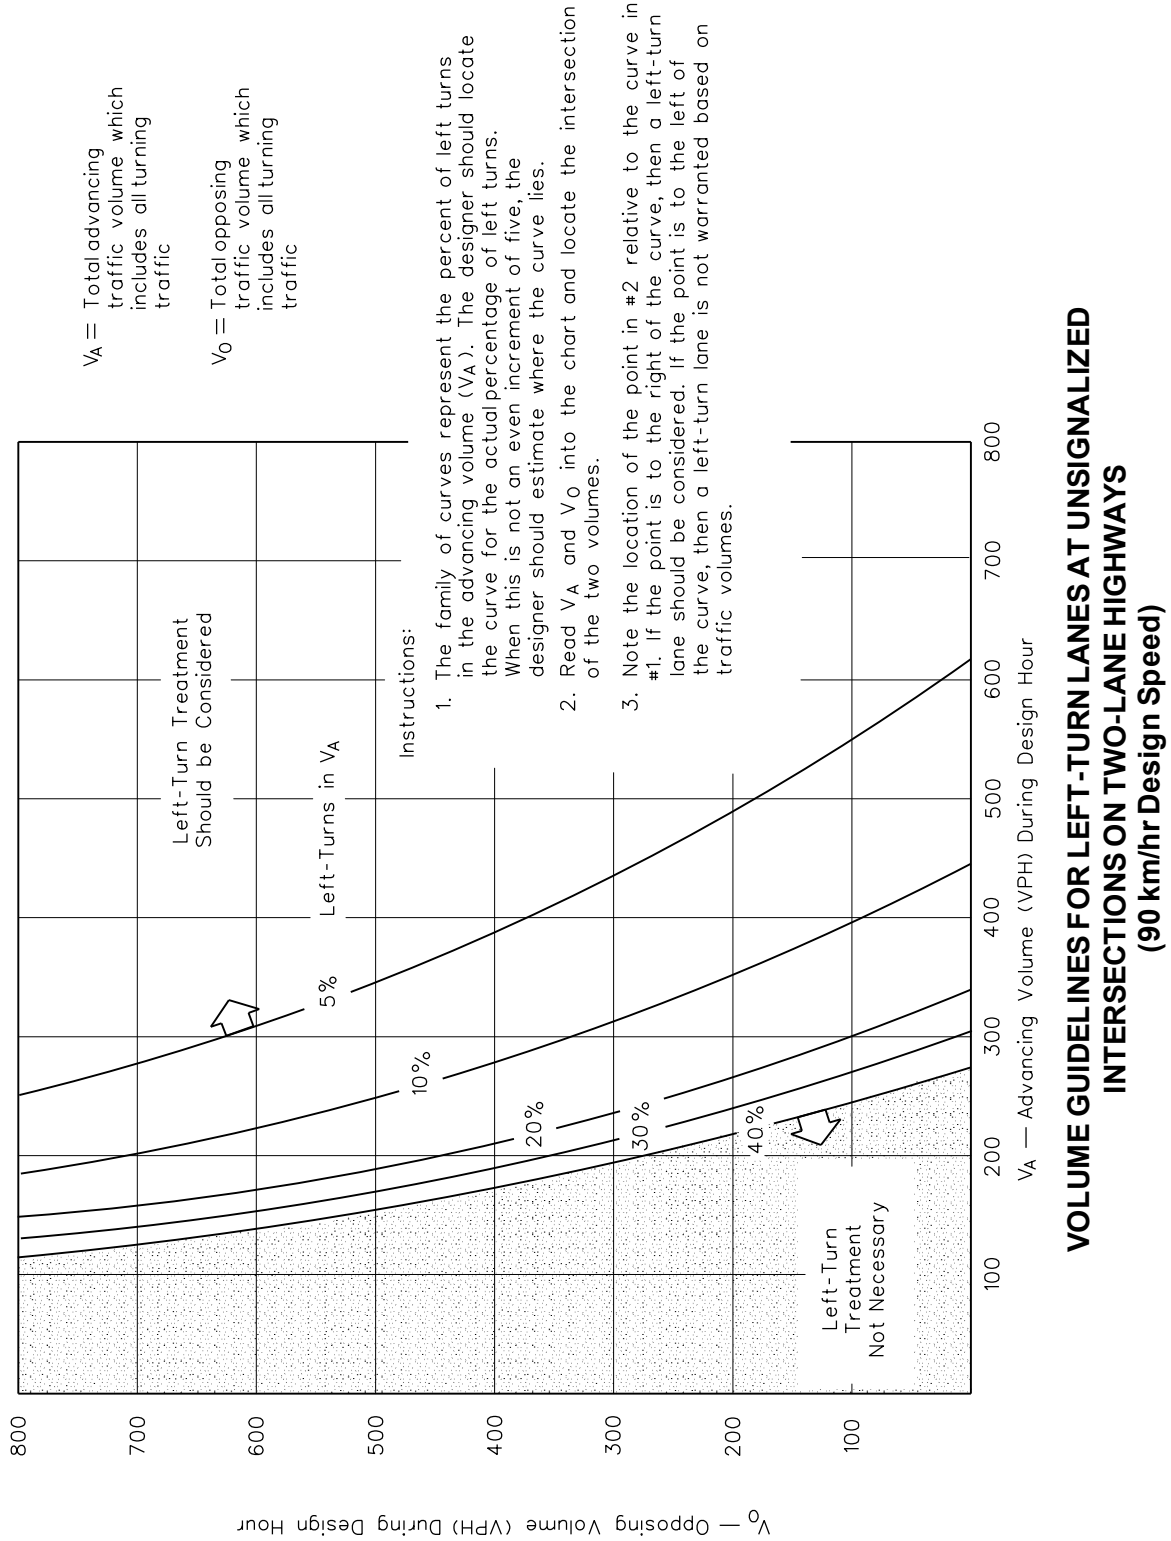 V_A = Total advancing
traffic volume which
includes all turning
traffic
V_O = Total opposing
traffic volume which
includes all turning
traffic
Left-Turn Treatment
Should be Considered
Left-Turns in V_A
Instructions:
1. The family of curves represent the percent of left turns
in the advancing volume (V_A). The designer should locate
the curve for the actual percentage of left turns.
When this is not an even increment of five, the
designer should estimate where the curve lies.
2. Read V_A and V_O into the chart and locate the intersection
of the two volumes.
3. Note the location of the point in #2 relative to the curve in
#1. If the point is to the right of the curve, then a left-turn
lane should be considered. If the point is to the left of
the curve, then a left-turn lane is not warranted based on
traffic volumes.
5%
10%
20%
30%
40%
Left-Turn
Treatment
Not Necessary
800
700
600
500
400
300
200
100
V_O — Opposing Volume (VPH) During Design Hour
100
200
300
400
500
600
700
800
V_A — Advancing Volume (VPH) During Design Hour
VOLUME GUIDELINES FOR LEFT-TURN LANES AT UNSIGNALIZED
INTERSECTIONS ON TWO-LANE HIGHWAYS
(90 km/hr Design Speed)